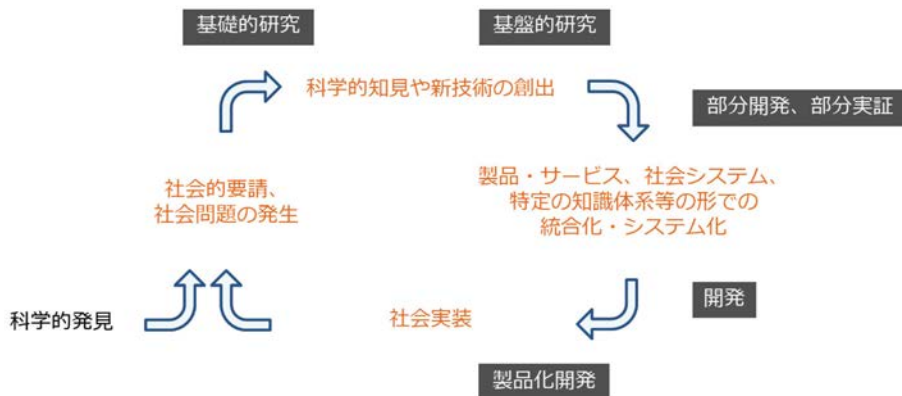 基礎的研究
基盤的研究
科学的知見や新技術の創出
部分開発、部分実証
社会的要請、
社会問題の発生
製品・サービス、社会システム、
特定の知識体系等の形での
統合化・システム化
開発
科学的発見
社会実装
製品化開発